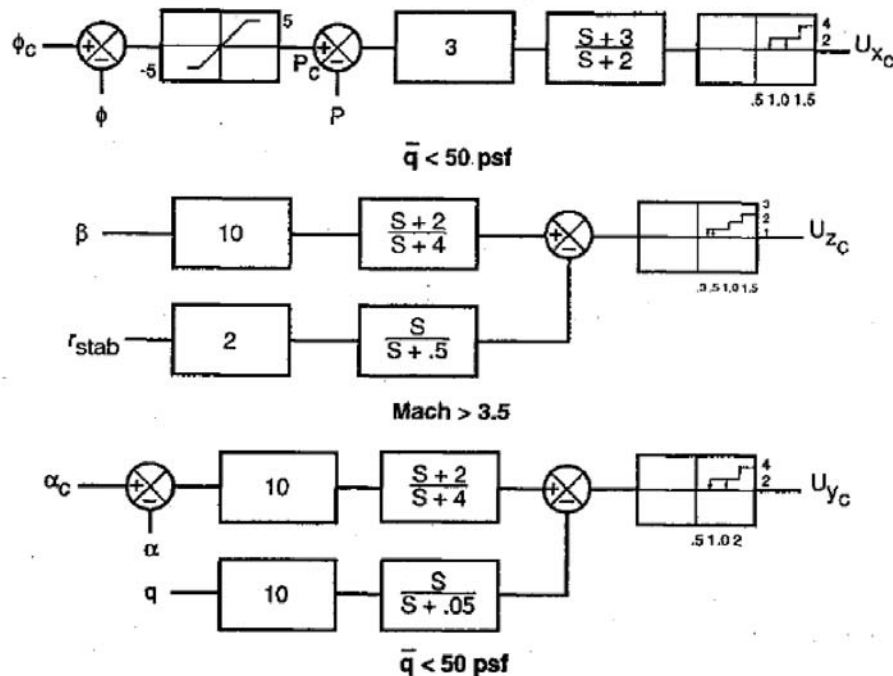 ϕc + − -5 5 Pc + − 3 S + 3 / S + 2 4 2 Uxc
ϕ P .5 1.0 1.5
q̄ < 50 psf
β 10 S + 2 / S + 4 + − 3 2 1 Uzc
.3 .5 1.0 1.5
rstab 2 S / S + .5
Mach > 3.5
αc + − 10 S + 2 / S + 4 + − 4 2 Uyc
α .5 1.0 2
q 10 S / S + .05
q̄ < 50 psf